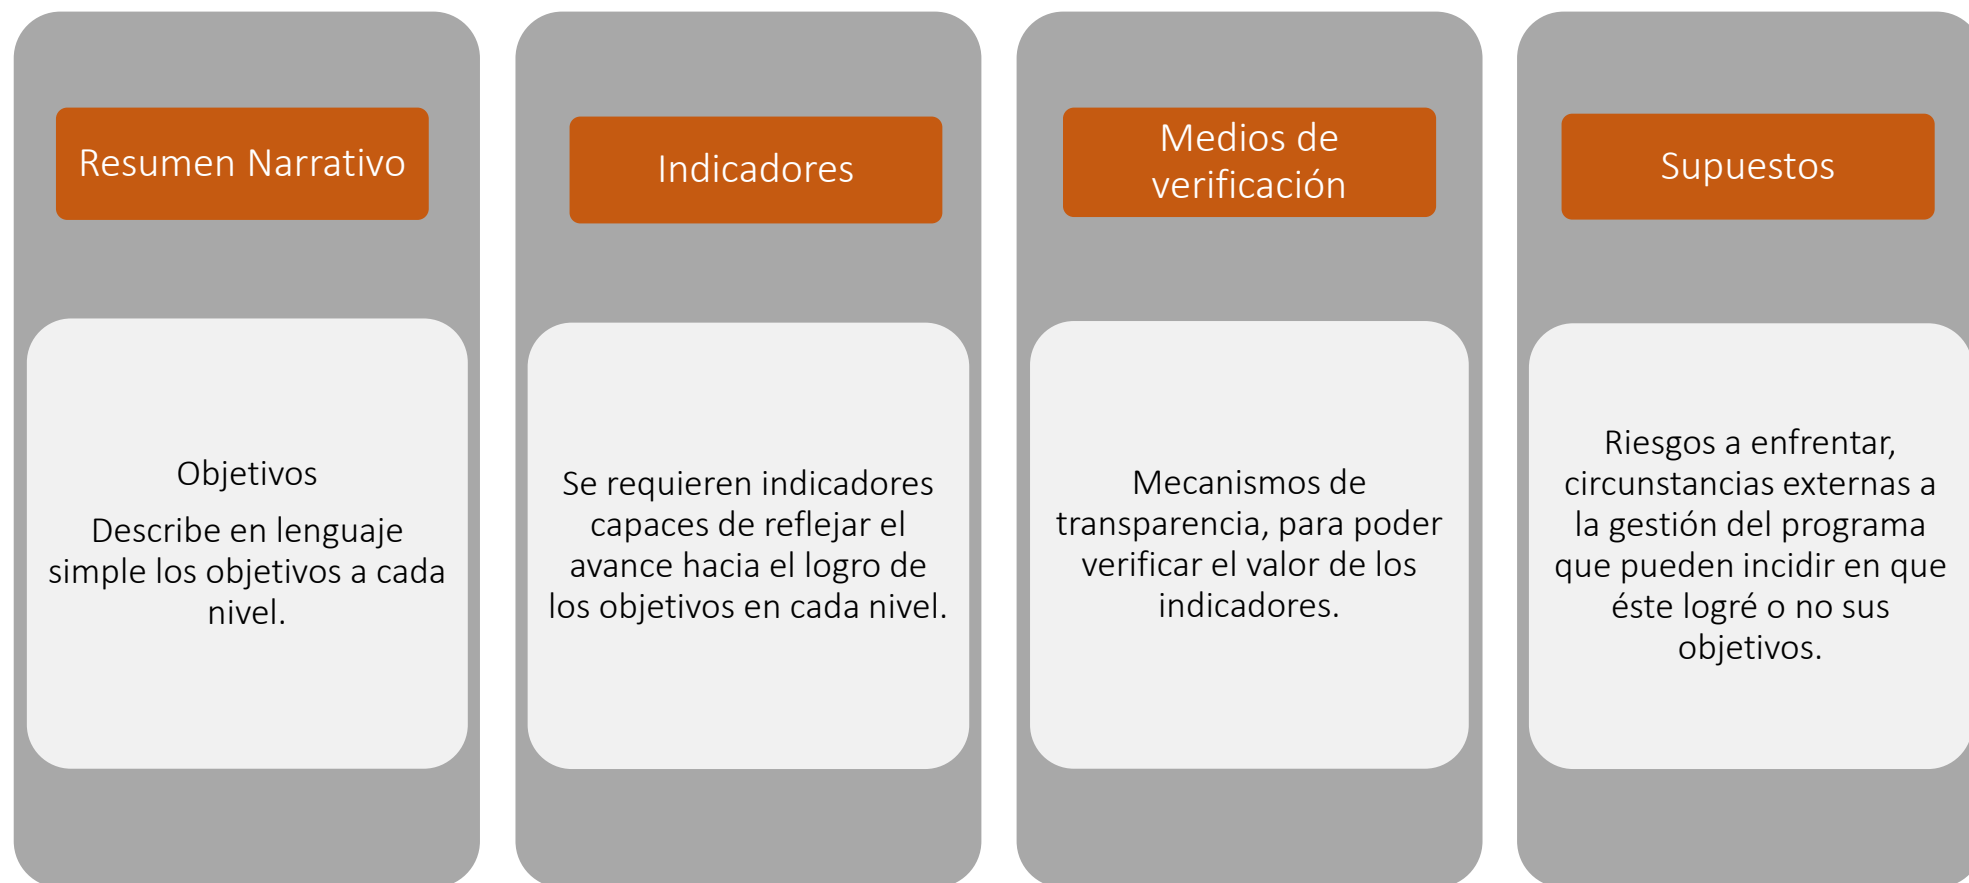 Resumen Narrativo
Objetivos
Describe en lenguaje
simple los objetivos a cada
nivel.
Indicadores
Se requieren indicadores
capaces de reflejar el
avance hacia el logro de
los objetivos en cada nivel.
Medios de
verificación
Mecanismos de
transparencia, para poder
verificar el valor de los
indicadores.
Supuestos
Riesgos a enfrentar,
circunstancias externas a
la gestión del programa
que pueden incidir en que
éste logré o no sus
objetivos.